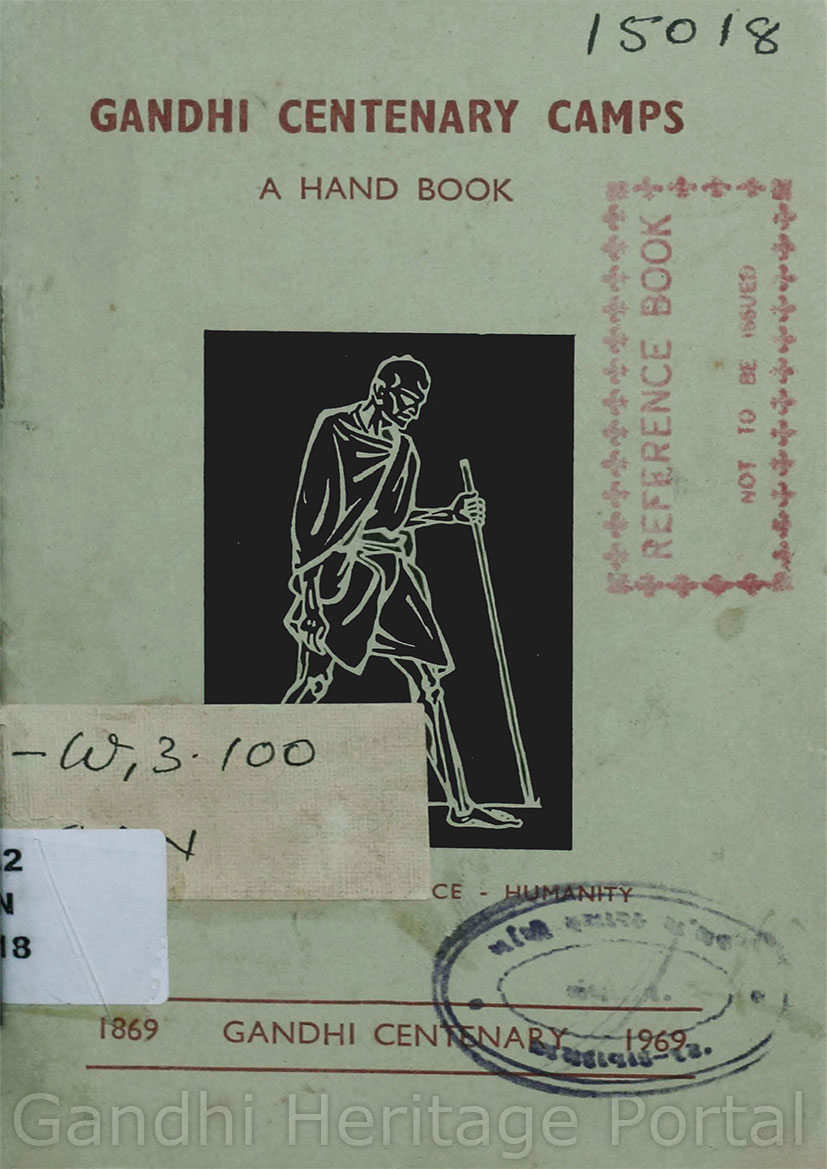 15018
GANDHI CENTENARY CAMPS
A HAND BOOK
REFERENCE BOOK
NOT TO BE ISSUED
-W,3.100
2
N
18
CE - HUMANITY
1869 GANDHI CENTENARY 1969
Gandhi Heritage Portal